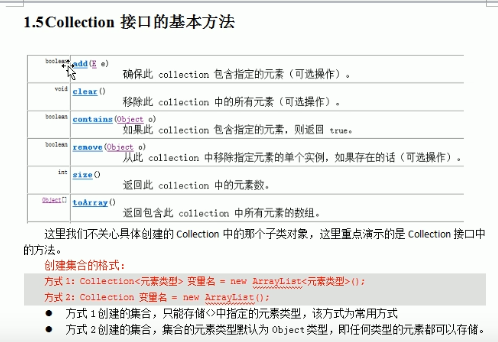 1.5Collection 接口的基本方法
boolean add(E e)
确保此 collection 包含指定的元素（可选操作）。
void clear()
移除此 collection 中的所有元素（可选操作）。
boolean contains(Object o)
如果此 collection 包含指定的元素，则返回 true。
boolean remove(Object o)
从此 collection 中移除指定元素的单个实例，如果存在的话（可选操作）。
int size()
返回此 collection 中的元素数。
Object[] toArray()
返回包含此 collection 中所有元素的数组。
这里我们不关心具体创建的 Collection 中的那个子类对象，这里重点演示的是 Collection 接口中
的方法。
创建集合的格式：
方式 1：Collection<元素类型> 变量名 = new ArrayList<元素类型>();
方式 2：Collection 变量名 = new ArrayList();
● 方式 1 创建的集合，只能存储<>中指定的元素类型，该方式为常用方式
● 方式 2 创建的集合，集合的元素类型默认为 Object 类型，即任何类型的元素都可以存储。